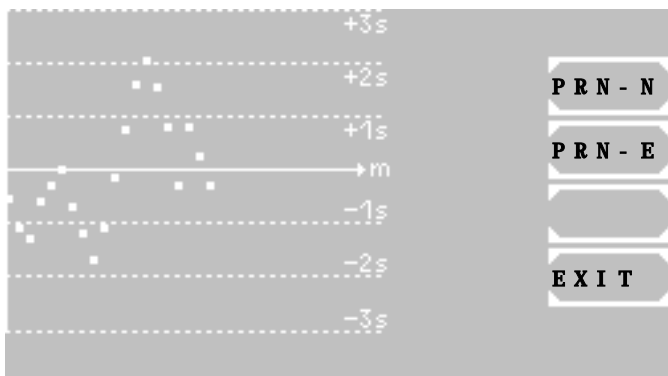 +3s
+2s
+1s
m
-1s
-2s
-3s
PRN-N
PRN-E
EXIT